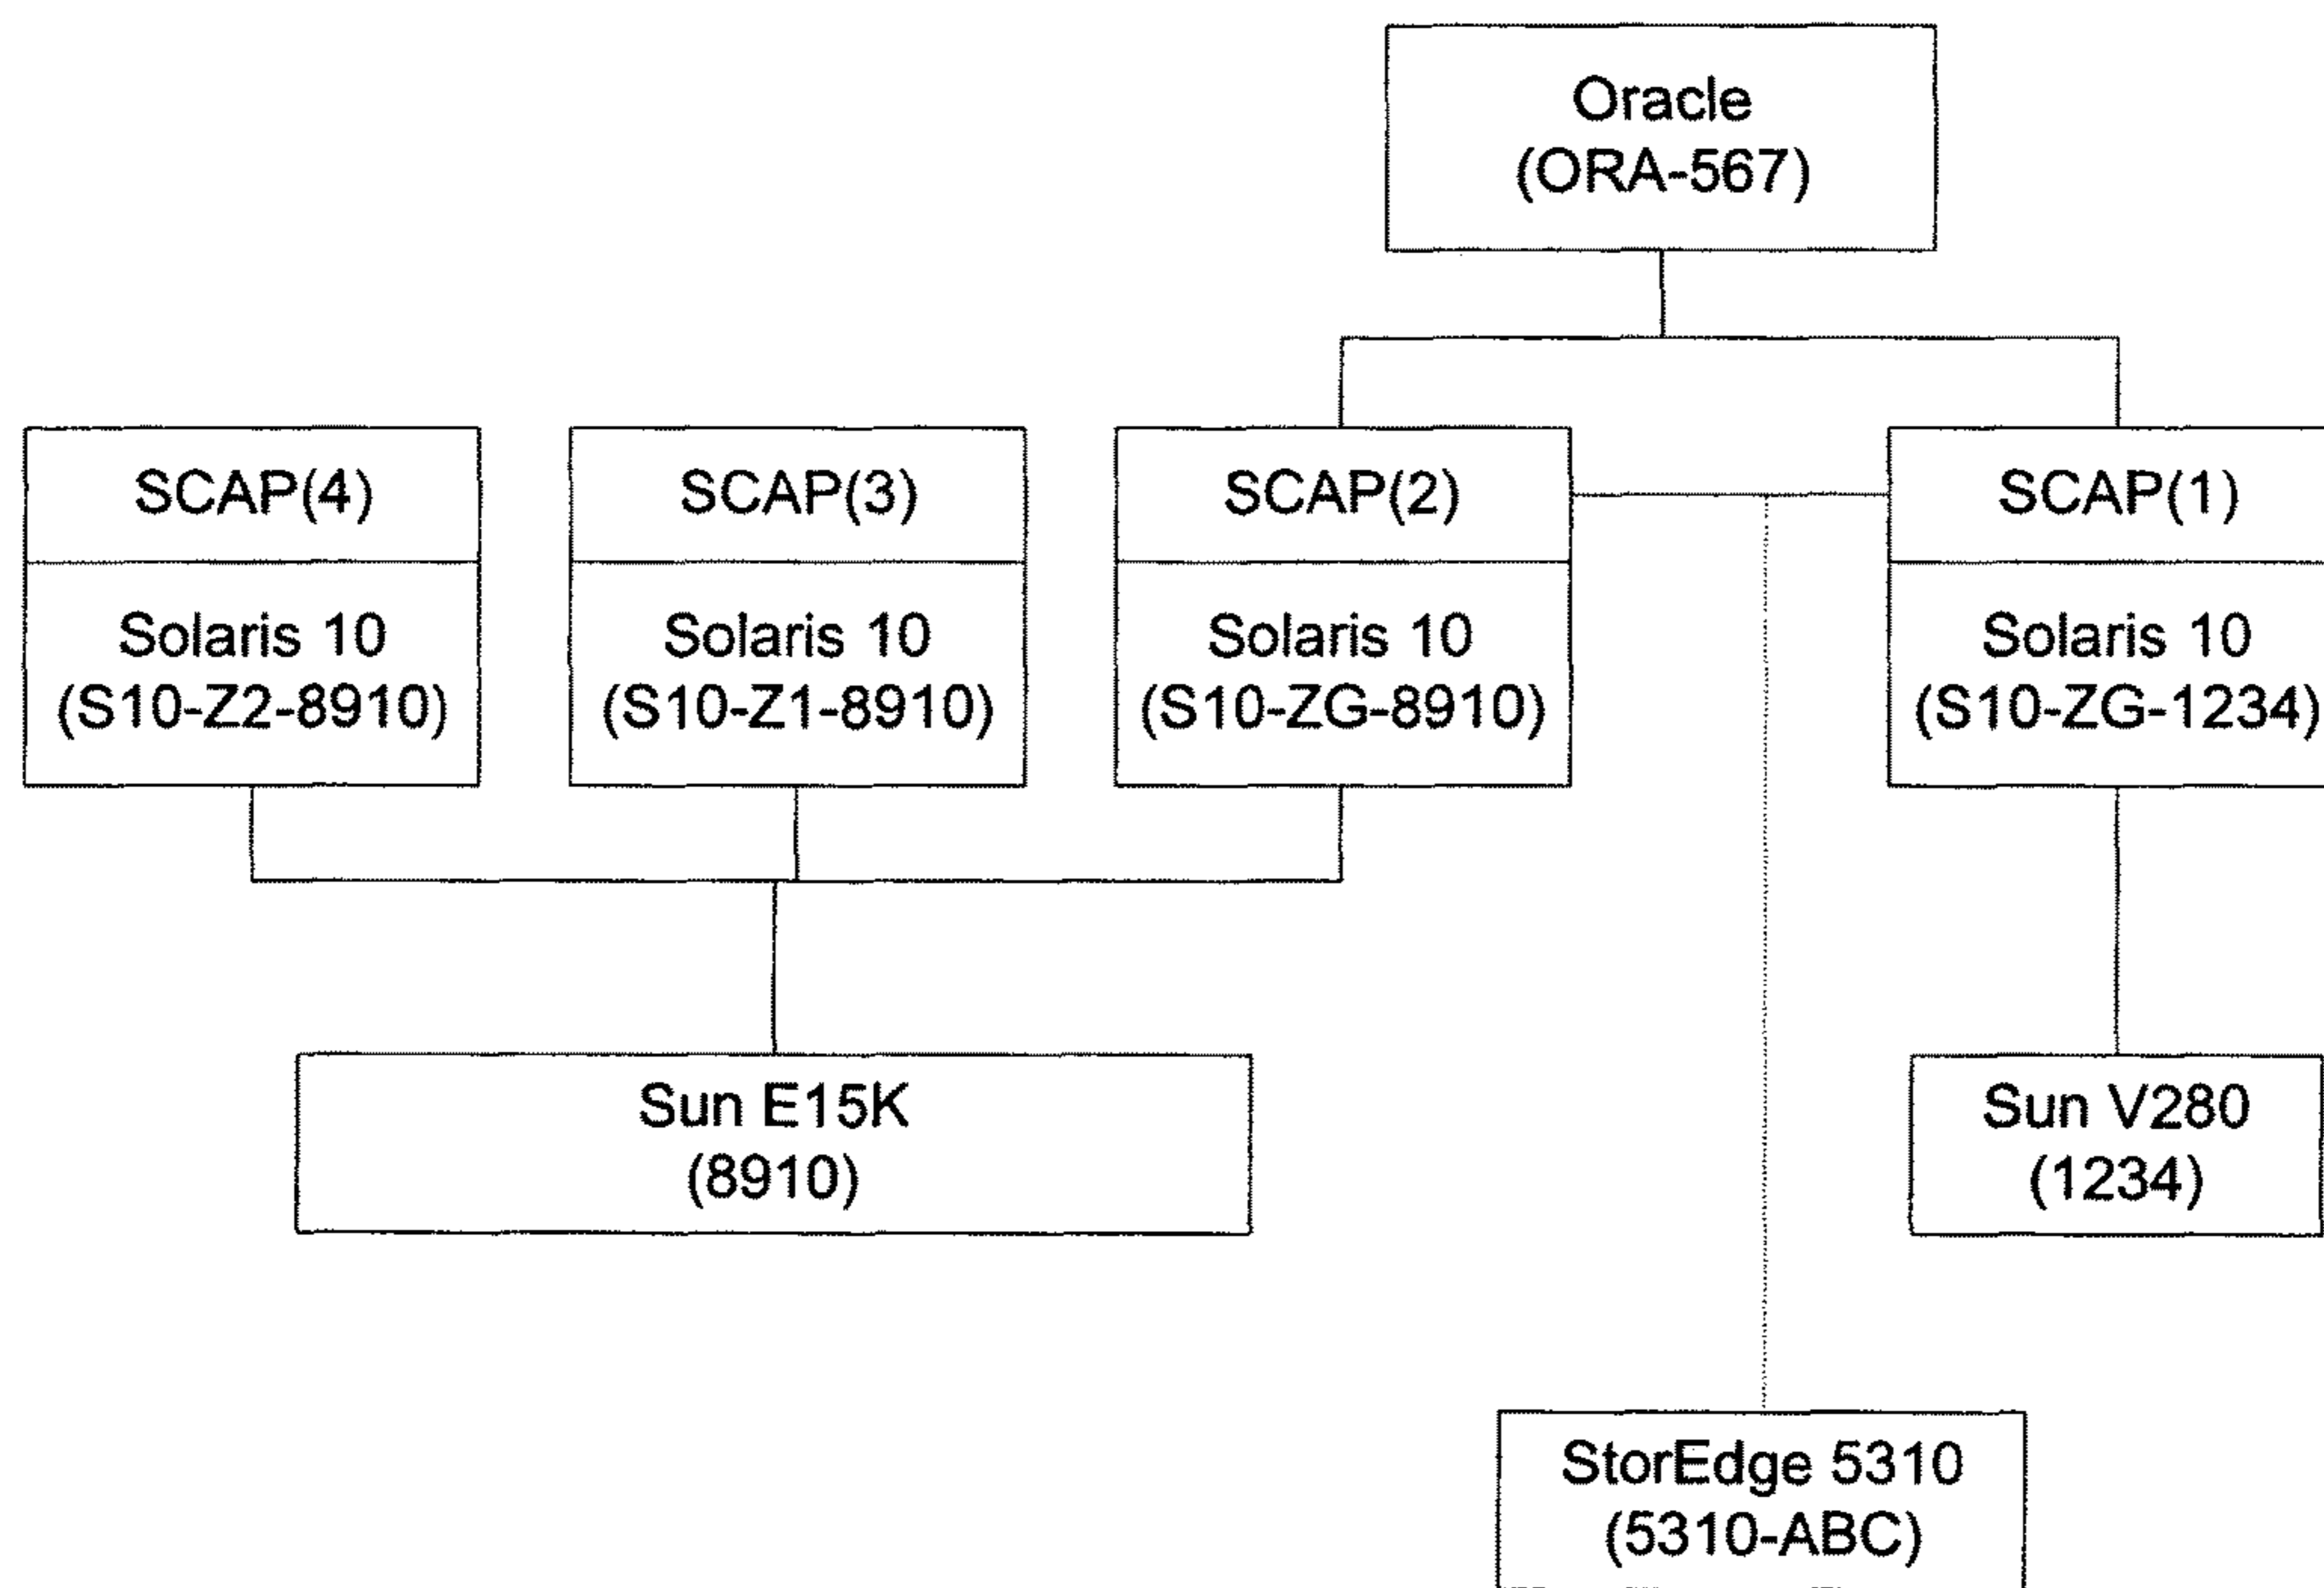 Oracle
(ORA-567)
SCAP(4)
Solaris 10
(S10-Z2-8910)
SCAP(3)
Solaris 10
(S10-Z1-8910)
SCAP(2)
Solaris 10
(S10-ZG-8910)
SCAP(1)
Solaris 10
(S10-ZG-1234)
Sun E15K
(8910)
Sun V280
(1234)
StorEdge 5310
(5310-ABC)